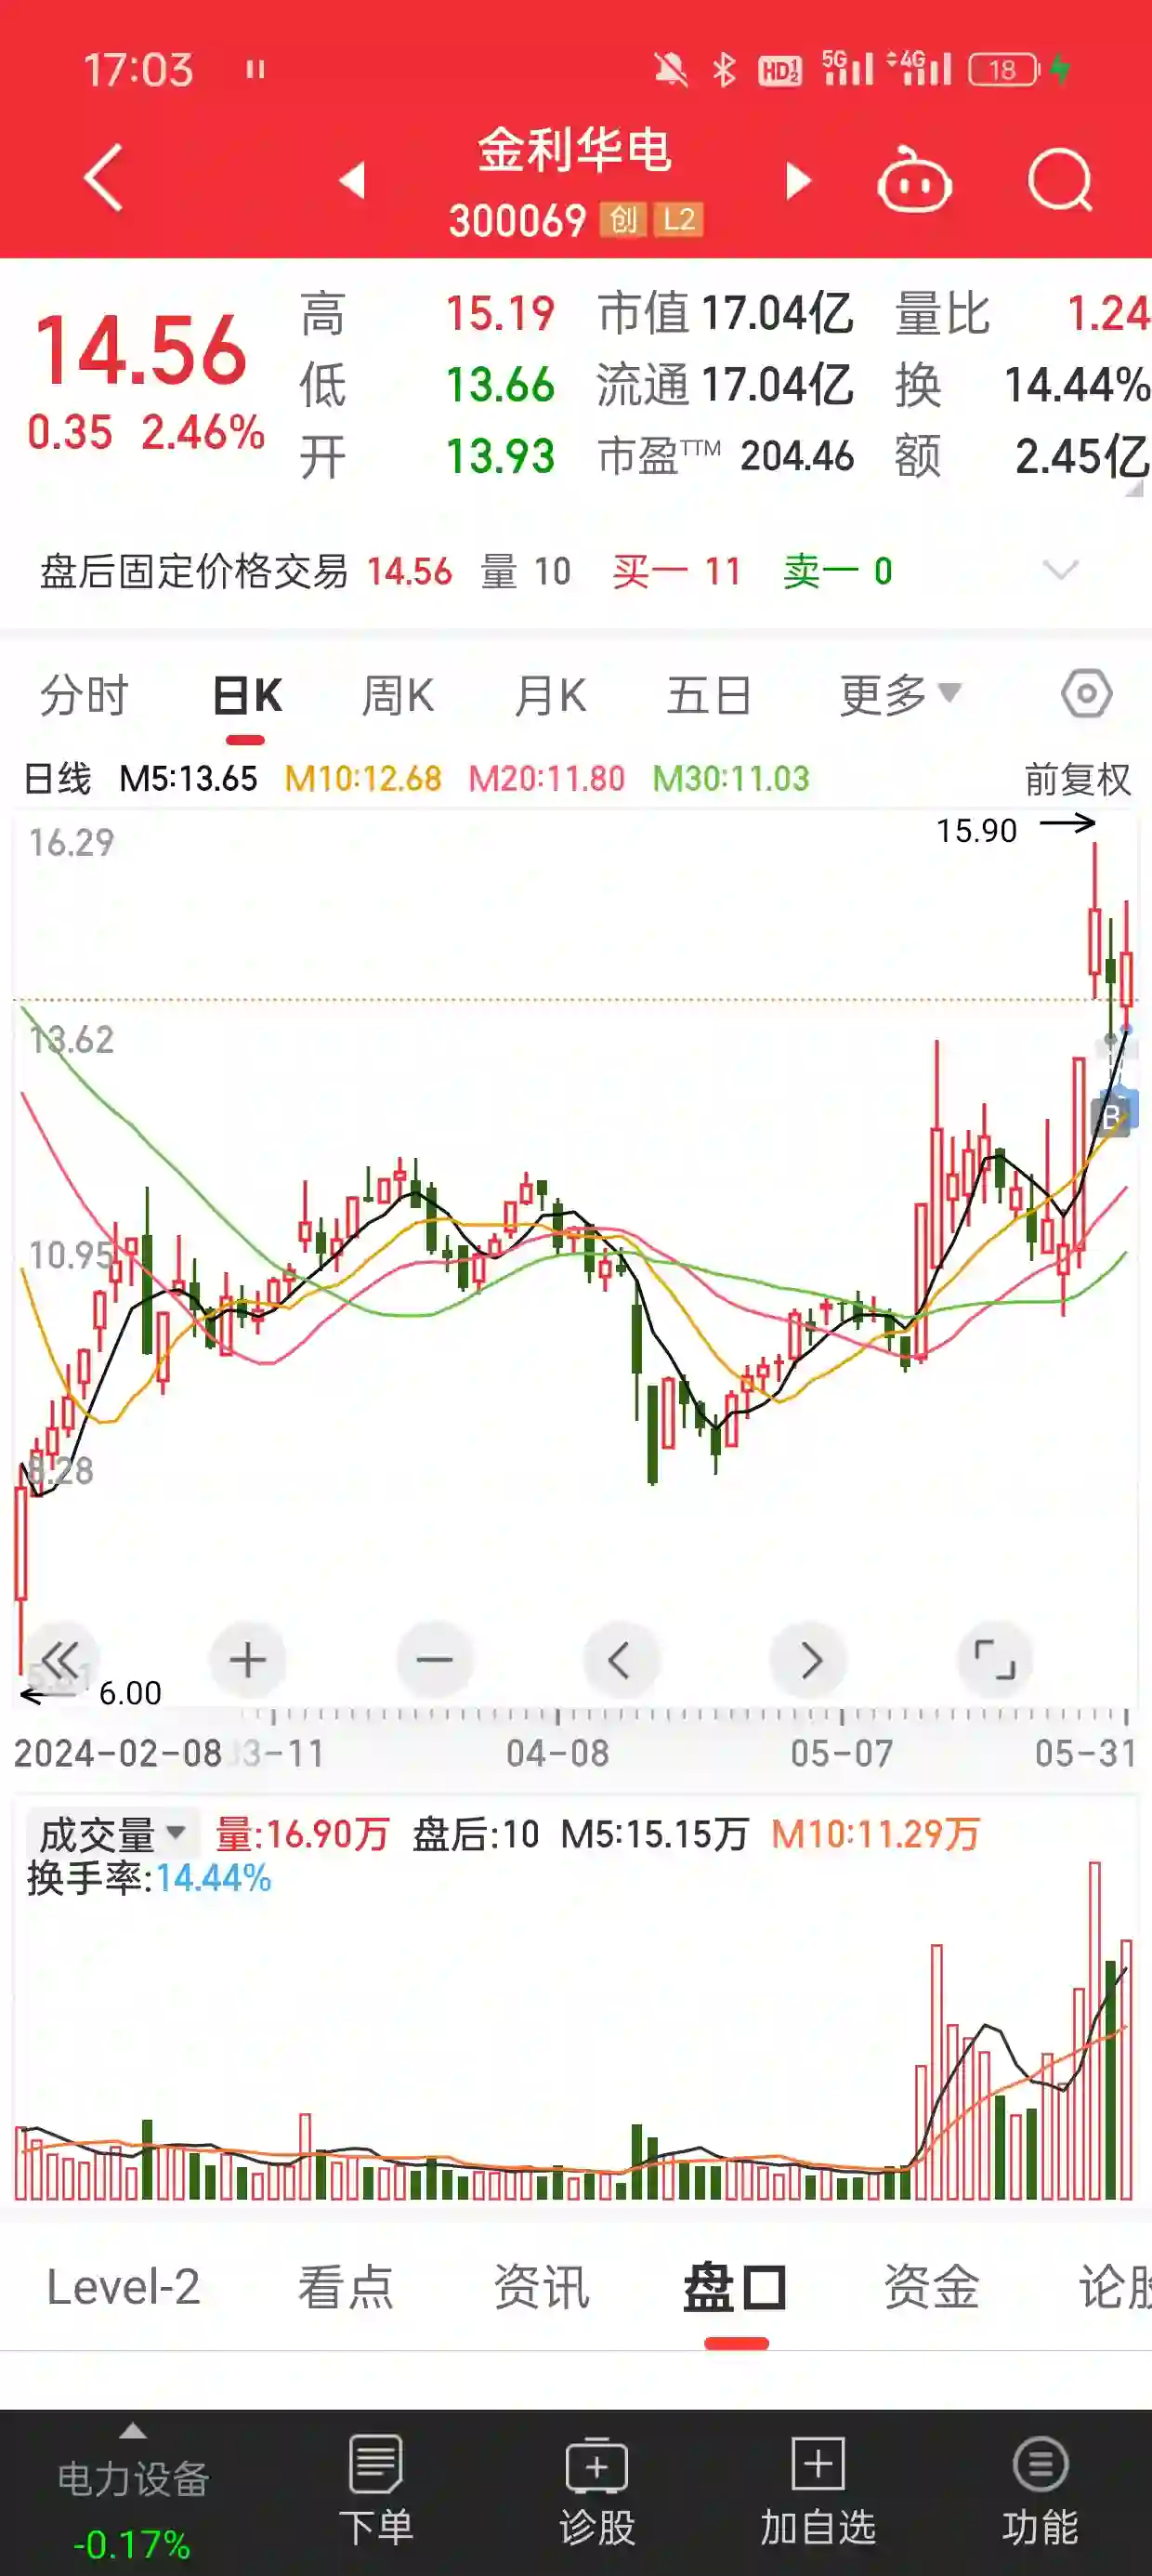 17:03 HD 1 2 5G 4G 18
金利华电
300069 创 L2
14.56 高 15.19 市值 17.04亿 量比 1.24
低 13.66 流通 17.04亿 换 14.44%
0.35 2.46% 开 13.93 市盈TTM 204.46 额 2.45亿
盘后固定价格交易 14.56 量 10 买一 11 卖一 0
分时 日K 周K 月K 五日 更多
日线 M5:13.65 M10:12.68 M20:11.80 M30:11.03 前复权
15.90
16.29
13.62
B
10.95
8.28
6.00
2024-02-08 03-11 04-08 05-07 05-31
成交量 量:16.90万 盘后:10 M5:15.15万 M10:11.29万
换手率:14.44%
Level-2 看点 资讯 盘口 资金 论股
电力设备 下单 诊股 加自选 功能
-0.17%